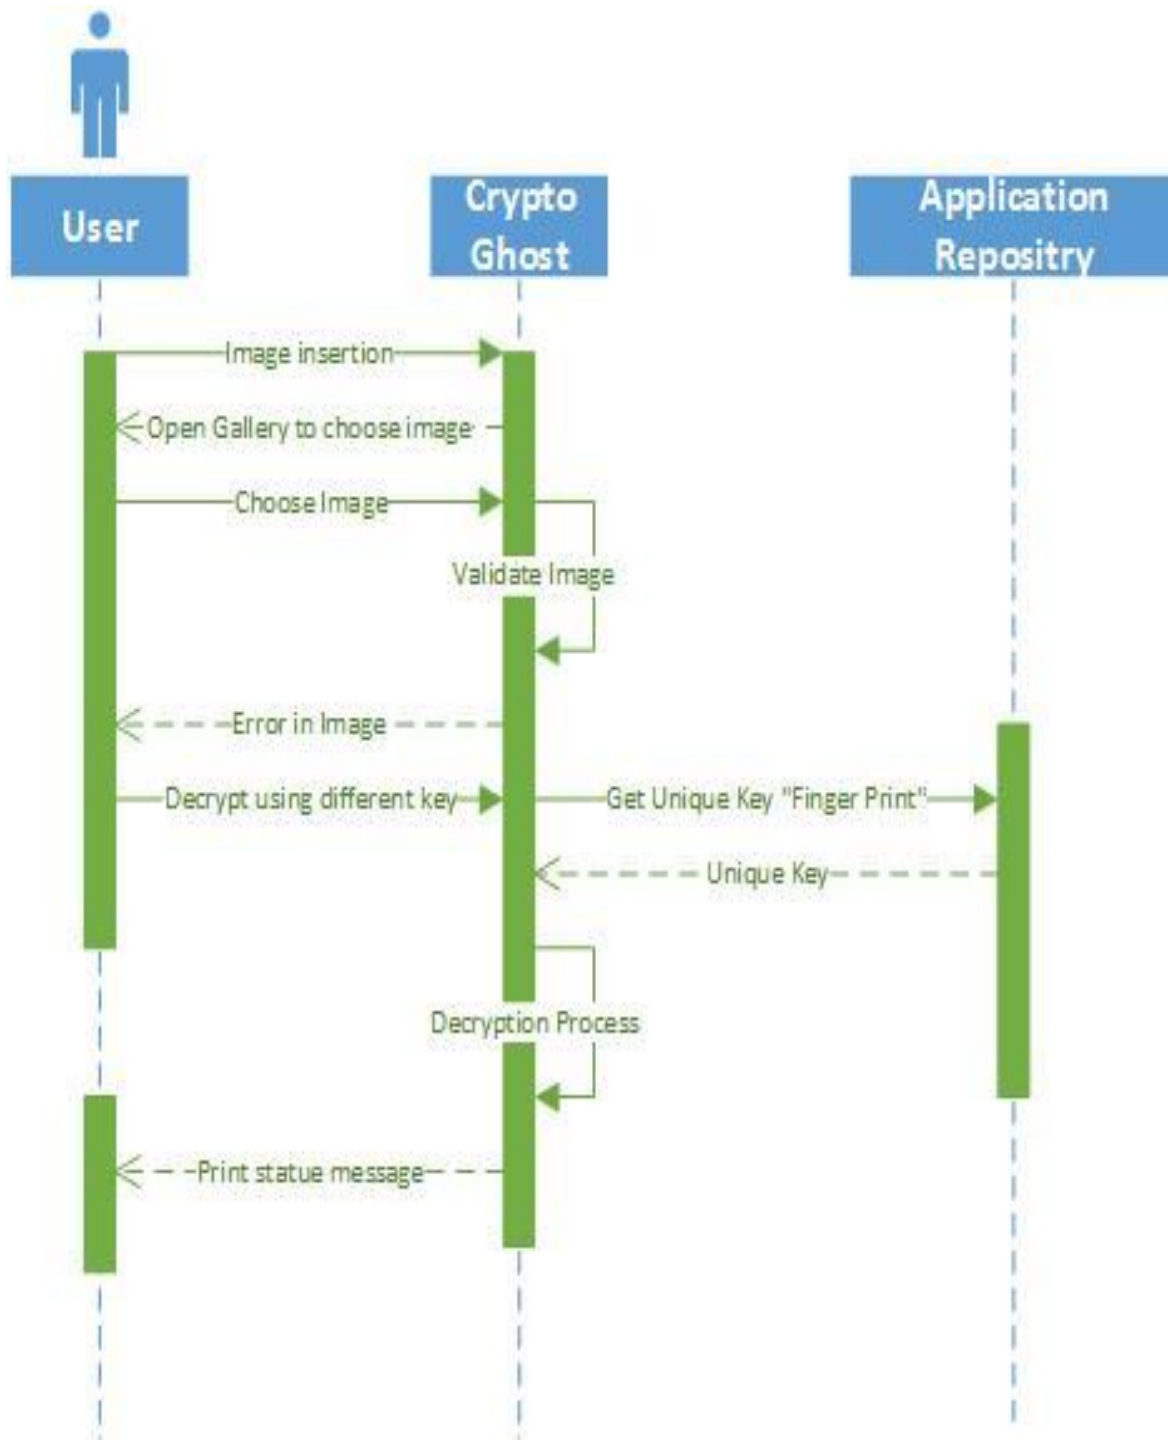 User
Crypto
Ghost
Application
Repositry
Image insertion
Open Gallery to choose image
Choose Image
Validate Image
Error in Image
Decrypt using different key
Get Unique Key "Finger Print"
Unique Key
Decryption Process
Print statue message